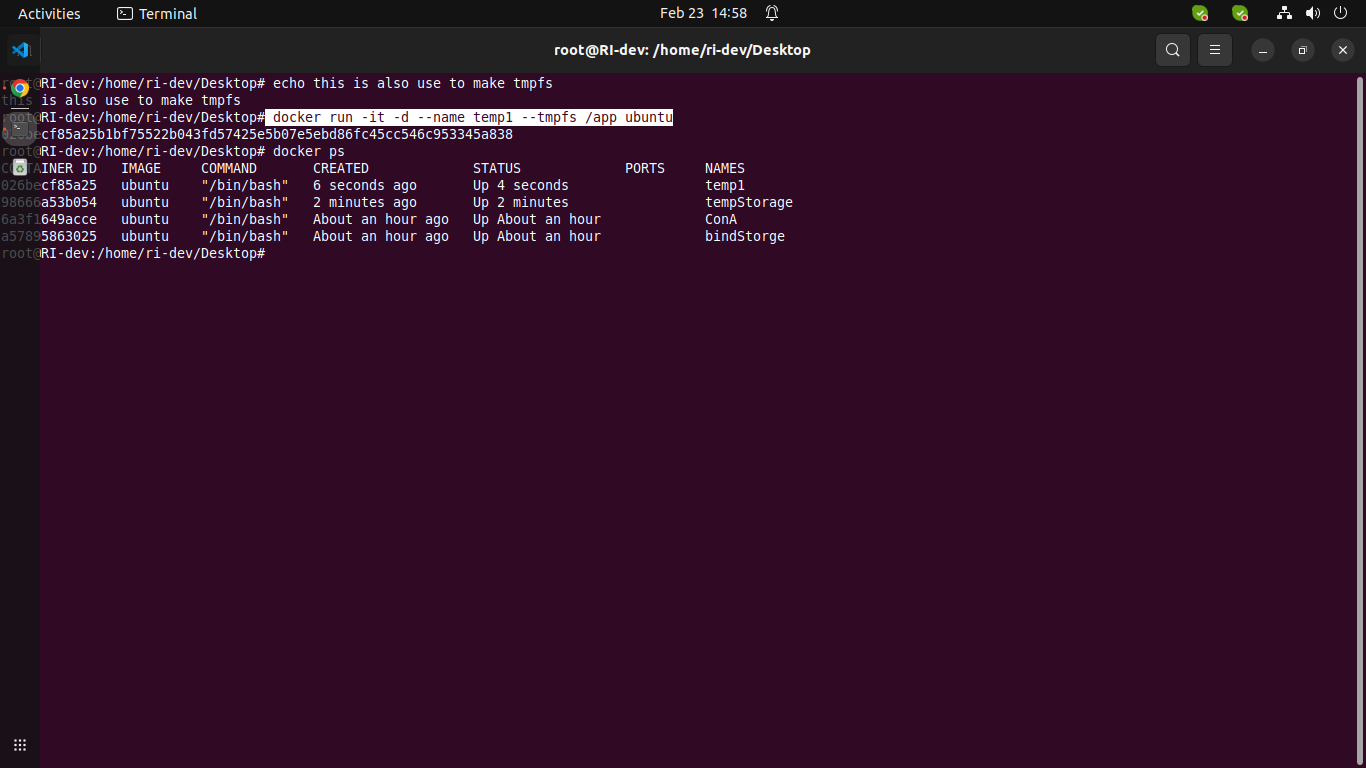 Activities Terminal Feb 23 14:58
root@RI-dev: /home/ri-dev/Desktop
root@RI-dev:/home/ri-dev/Desktop# echo this is also use to make tmpfs
this is also use to make tmpfs
root@RI-dev:/home/ri-dev/Desktop# docker run -it -d --name temp1 --tmpfs /app ubuntu
026becf85a25b1bf75522b043fd57425e5b07e5ebd86fc45cc546c953345a838
root@RI-dev:/home/ri-dev/Desktop# docker ps
CONTAINER ID IMAGE COMMAND CREATED STATUS PORTS NAMES
026becf85a25 ubuntu "/bin/bash" 6 seconds ago Up 4 seconds temp1
98666a53b054 ubuntu "/bin/bash" 2 minutes ago Up 2 minutes tempStorage
6a3f1649acce ubuntu "/bin/bash" About an hour ago Up About an hour ConA
a57895863025 ubuntu "/bin/bash" About an hour ago Up About an hour bindStorge
root@RI-dev:/home/ri-dev/Desktop#